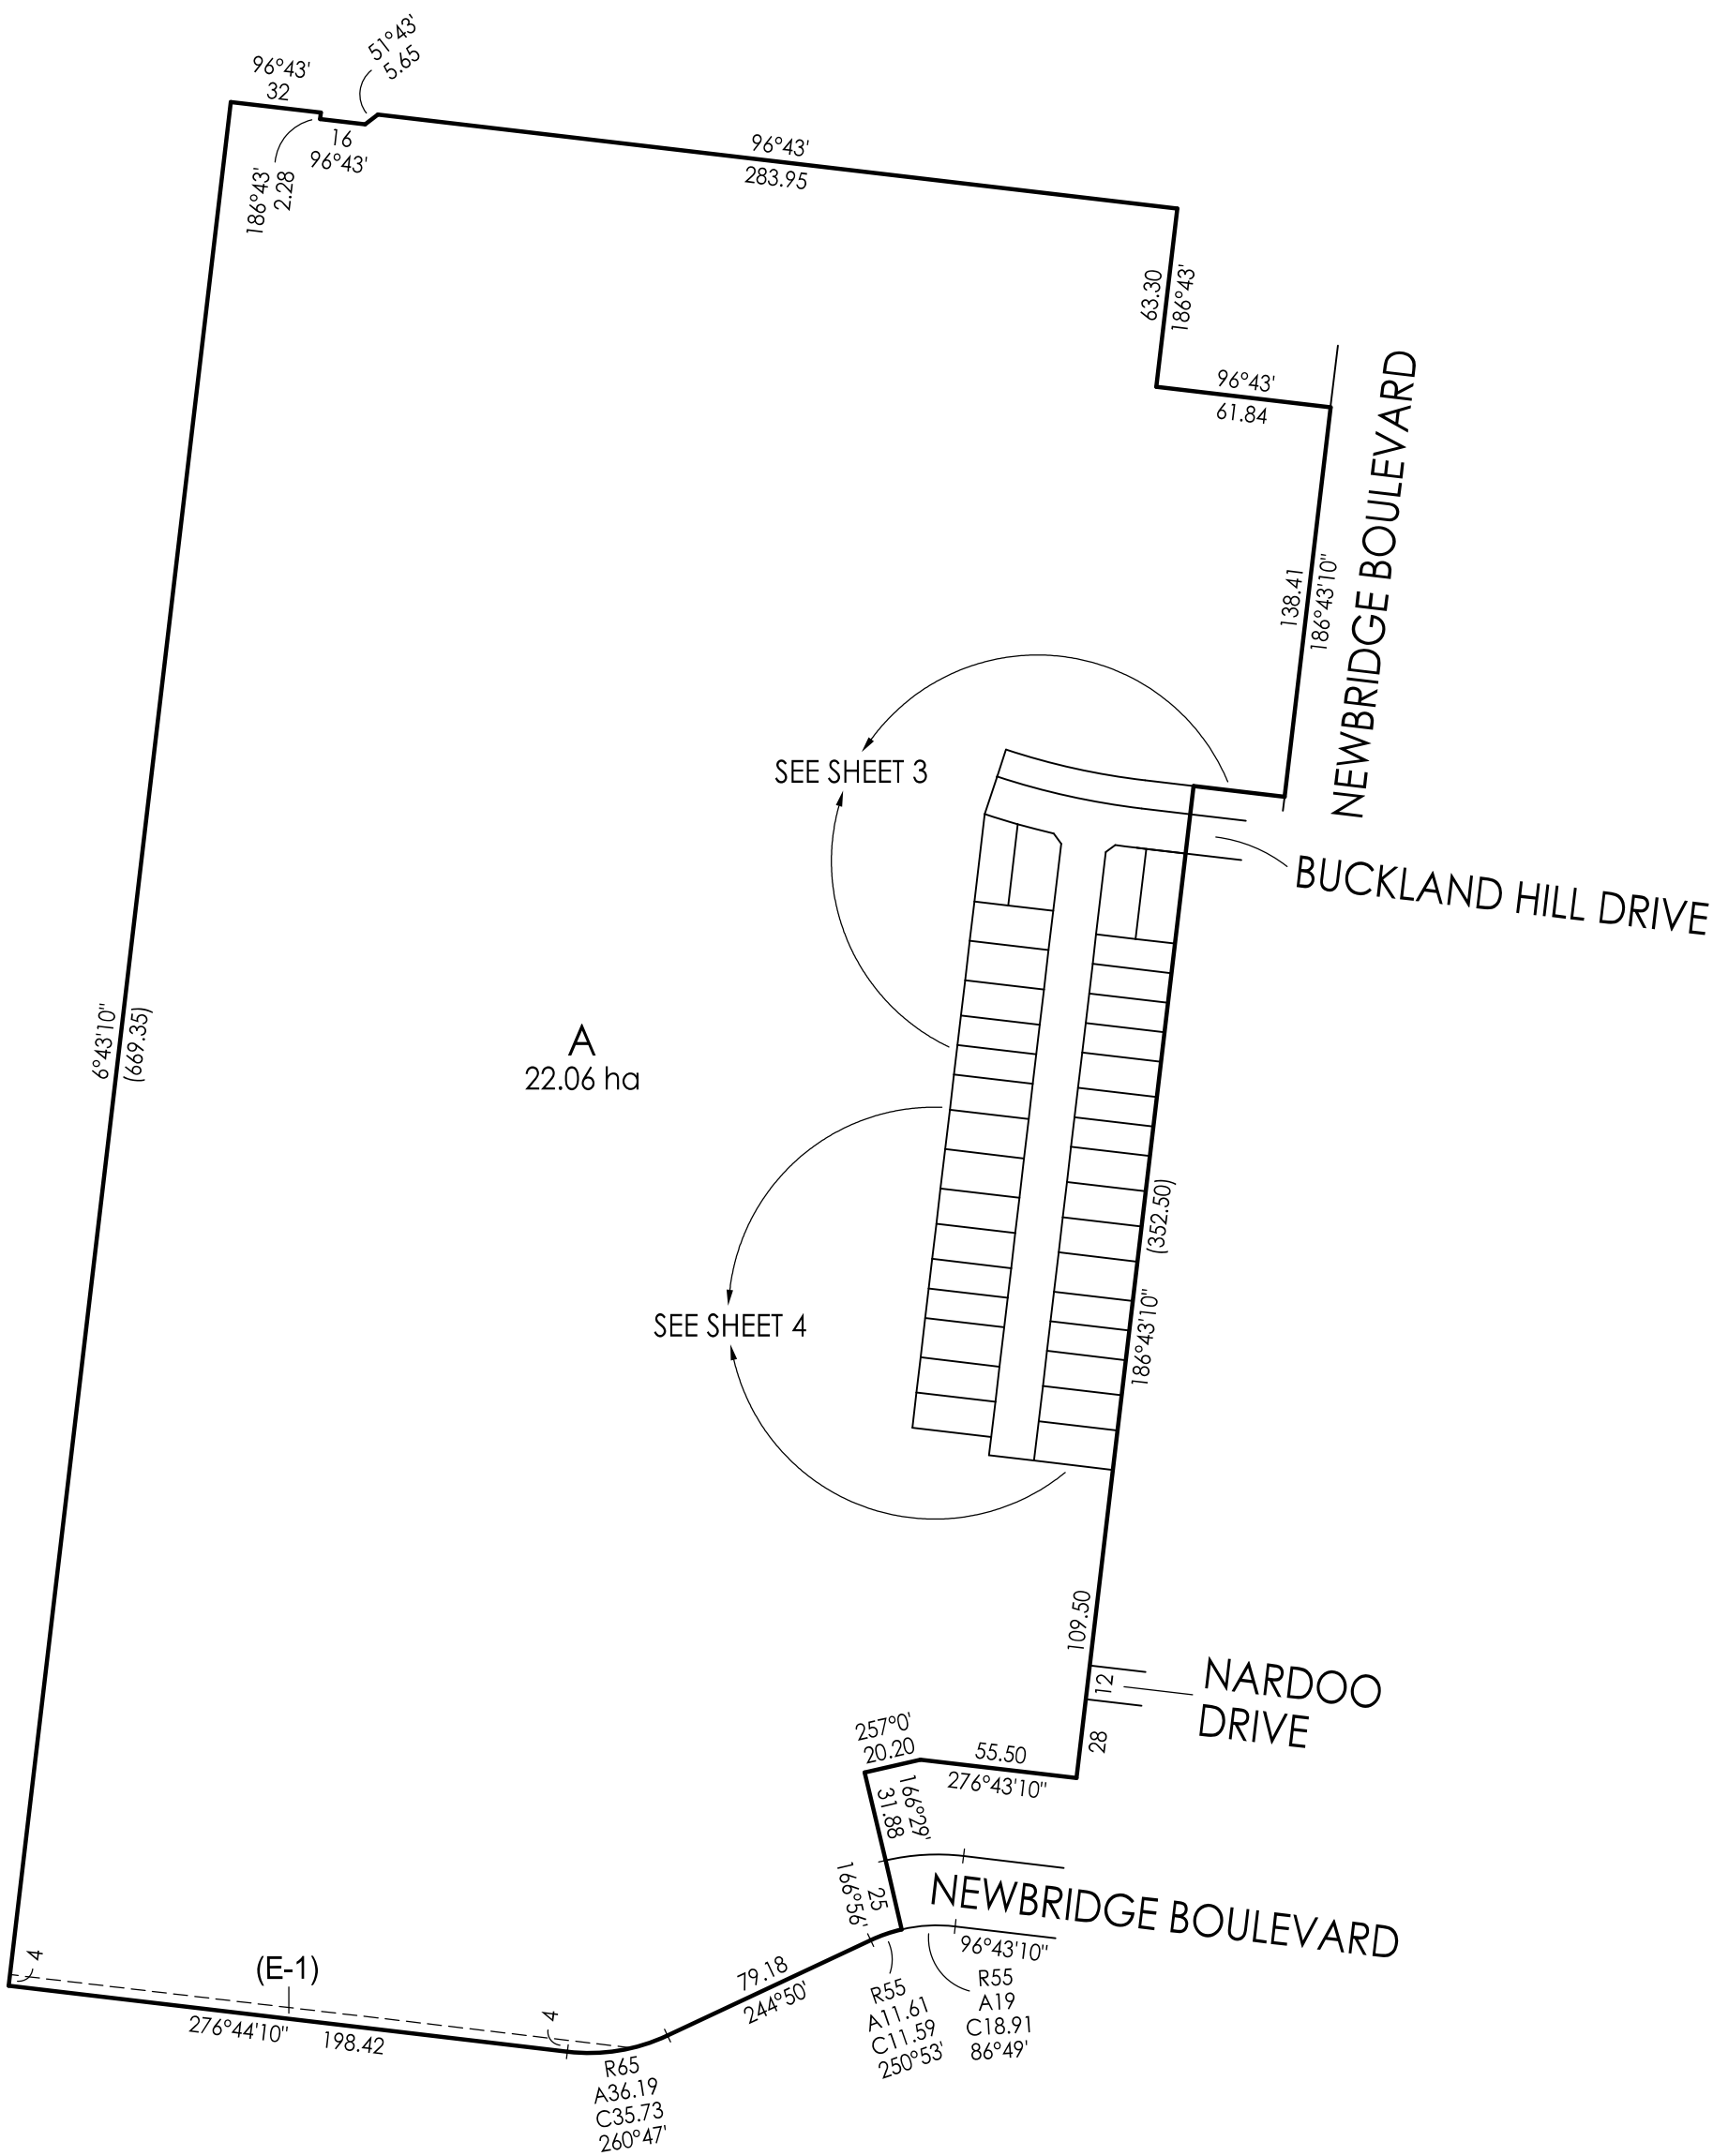 51°43'
5.65
96°43'
32
16
96°43'
186°43'
2.28
96°43'
283.95
63.30
186°43'
96°43'
61.84
NEWBRIDGE BOULEVARD
138.41
186°43'10"
SEE SHEET 3
BUCKLAND HILL DRIVE
6°43'10"
(669.35)
A
22.06 ha
(352.50)
186°43'10"
SEE SHEET 4
109.50
12
NARDOO
DRIVE
28
257°0'
20.20
55.50
276°43'10"
166°29'
31.88
25
166°56'
NEWBRIDGE BOULEVARD
96°43'10"
4
(E-1)
276°44'10"
198.42
4
79.18
244°50'
R55
A11.61
C11.59
250°53'
R55
A19
C18.91
86°49'
R65
A36.19
C35.73
260°47'